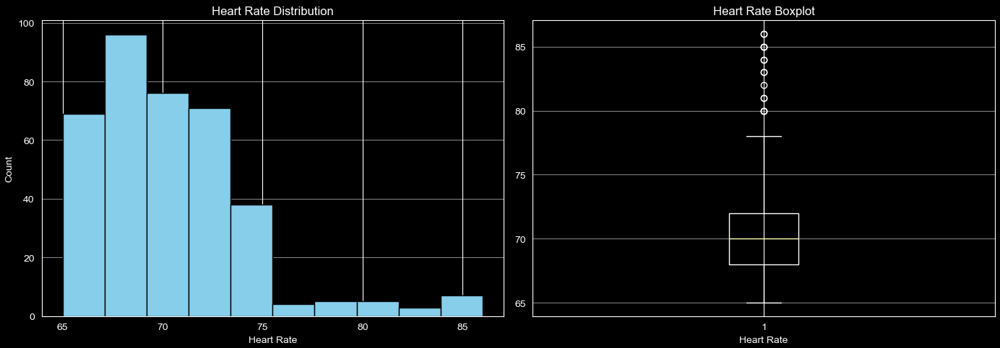 Heart Rate Distribution
100
80
60
40
20
0
Count
65 70 75 80 85
Heart Rate
Heart Rate Boxplot
85
80
75
70
65
1
Heart Rate